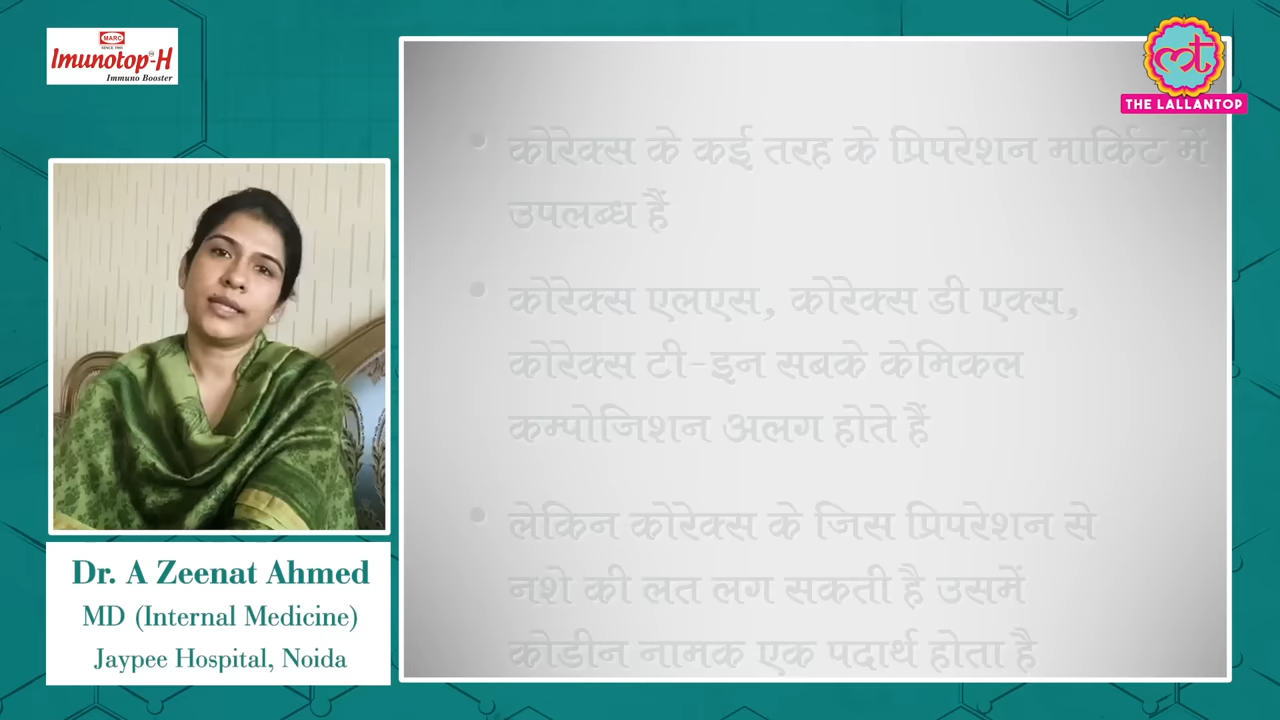 MARC
SINCE 1985
Imunotop-H
Immuno Booster
THE LALLANTOP
• कोरेक्स के कई तरह के प्रिपरेशन मार्किट में
उपलब्ध हैं
• कोरेक्स एलएस, कोरेक्स डी एक्स,
कोरेक्स टी-इन सबके केमिकल
कम्पोजिशन अलग होते हैं
• लेकिन कोरेक्स के जिस प्रिपरेशन से
नशे की लत लग सकती है उसमें
कोडीन नामक एक पदार्थ होता है
Dr. A Zeenat Ahmed
MD (Internal Medicine)
Jaypee Hospital, Noida